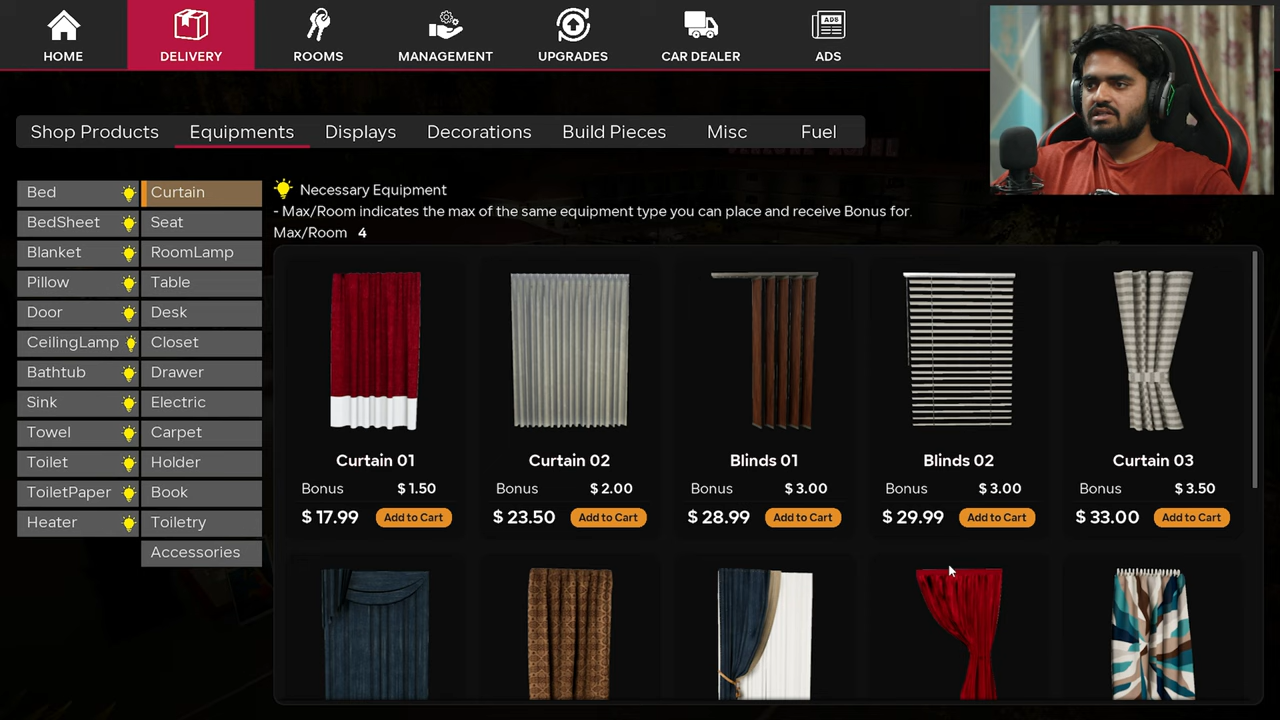 HOME
DELIVERY
ROOMS
MANAGEMENT
UPGRADES
CAR DEALER
ADS
ADS
Shop Products
Equipments
Displays
Decorations
Build Pieces
Misc
Fuel
Bed
BedSheet
Blanket
Pillow
Door
CeilingLamp
Bathtub
Sink
Towel
Toilet
ToiletPaper
Heater
Curtain
Seat
RoomLamp
Table
Desk
Closet
Drawer
Electric
Carpet
Holder
Book
Toiletry
Accessories
Necessary Equipment
- Max/Room indicates the max of the same equipment type you can place and receive Bonus for.
Max/Room 4
Curtain 01
Bonus $ 1.50
$ 17.99 Add to Cart
Curtain 02
Bonus $ 2.00
$ 23.50 Add to Cart
Blinds 01
Bonus $ 3.00
$ 28.99 Add to Cart
Blinds 02
Bonus $ 3.00
$ 29.99 Add to Cart
Curtain 03
Bonus $ 3.50
$ 33.00 Add to Cart